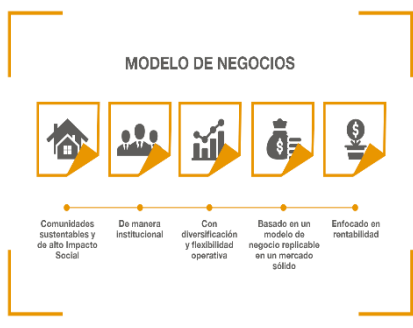 MODELO DE NEGOCIOS
Comunidades
sustentables y
de alto Impacto
Social
De manera
institucional
Con
diversificación
y flexibilidad
operativa
Basado en un
modelo de
negocio replicable
en un mercado
sólido
Enfocado en
rentabilidad